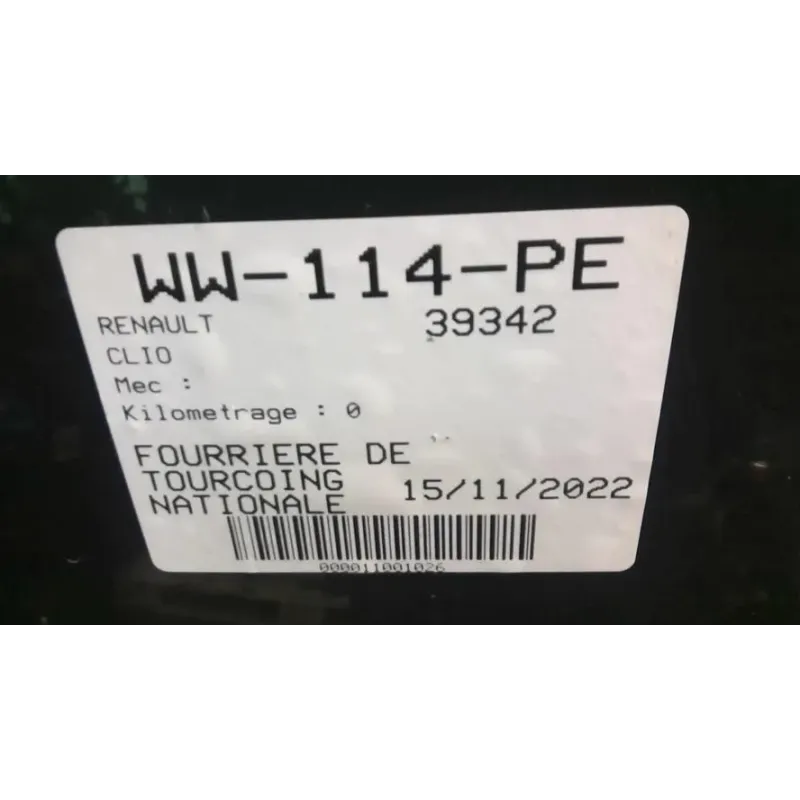 WW-114-PE
RENAULT 39342
CLIO
Mec :
Kilometrage : 0
FOURRIERE DE
TOURCOING 15/11/2022
NATIONALE
000011001026